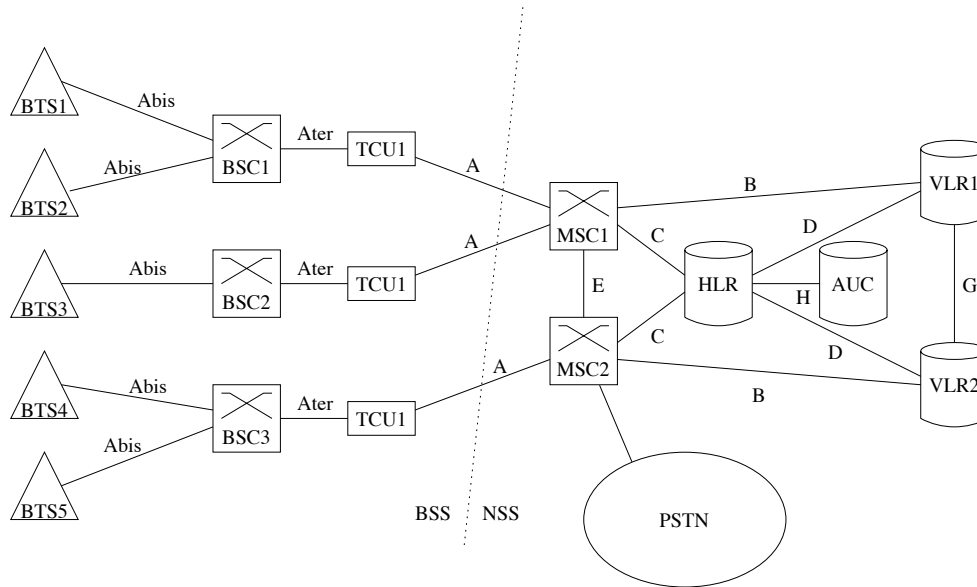 BTS1
Abis
BSC1
Ater
TCU1
A
BTS2
Abis
BTS3
Abis
BSC2
Ater
TCU1
A
BTS4
Abis
BSC3
Ater
TCU1
A
BTS5
Abis
BSS
NSS
MSC1
B
VLR1
C
D
HLR
H
AUC
E
G
MSC2
C
D
B
VLR2
PSTN